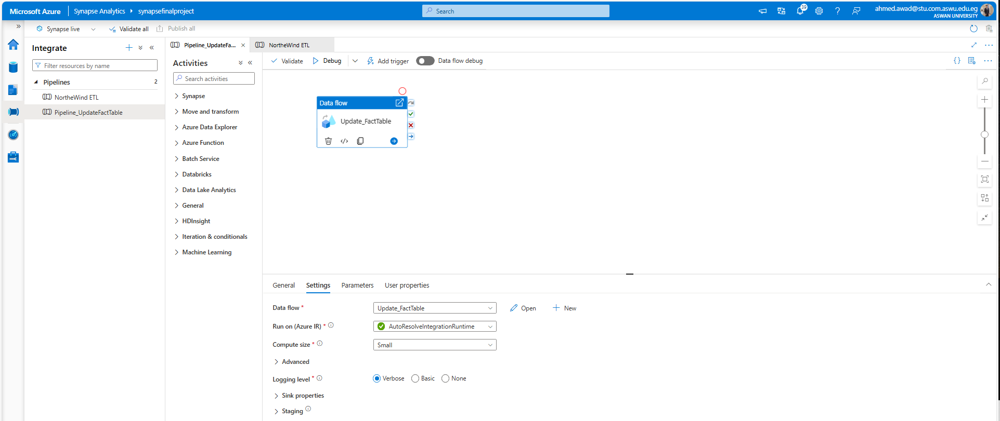 Microsoft Azure
Synapse Analytics
synapsefinalproject
Search
39
?
ahmed.awad@stu.com.aswu.edu.eg
ASWAN UNIVERSITY
Synapse live
Validate all
Publish all
Integrate
Filter resources by name
Pipelines
2
NortheWind ETL
Pipeline_UpdateFactTable
Pipeline_UpdateFa...
NortheWind ETL
Activities
Search activities
Synapse
Move and transform
Azure Data Explorer
Azure Function
Batch Service
Databricks
Data Lake Analytics
General
HDInsight
Iteration & conditionals
Machine Learning
Validate
Debug
Add trigger
Data flow debug
{}
Data flow
Update_FactTable
</>
General
Settings
Parameters
User properties
Data flow *
Update_FactTable
Open
New
Run on (Azure IR) *
AutoResolveIntegrationRuntime
Compute size *
Small
Advanced
Logging level *
Verbose
Basic
None
Sink properties
Staging